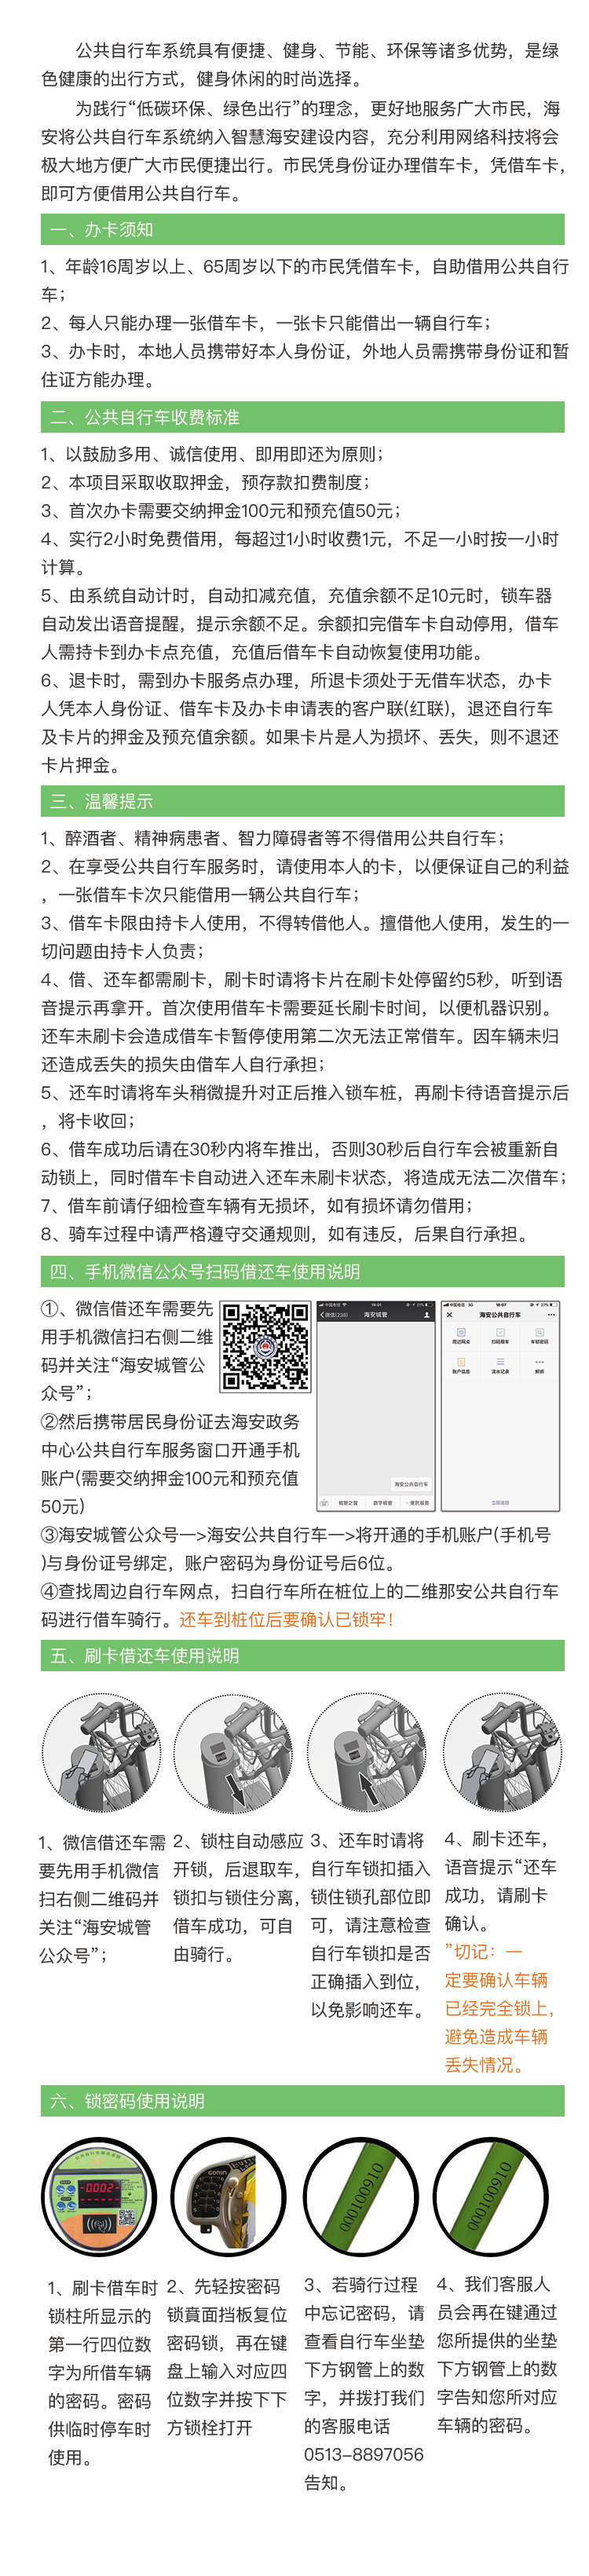 公共自行车系统具有便捷、健身、节能、环保等诸多优势，是绿
色健康的出行方式，健身休闲的时尚选择。
为践行“低碳环保、绿色出行”的理念，更好地服务广大市民，海
安将公共自行车系统纳入智慧海安建设内容，充分利用网络科技将会
极大地方便广大市民便捷出行。市民凭身份证办理借车卡，凭借车卡，
即可方便借用公共自行车。
一、办卡须知
1、年龄16周岁以上、65周岁以下的市民凭借车卡，自助借用公共自行
车；
2、每人只能办理一张借车卡，一张卡只能借出一辆自行车；
3、办卡时，本地人员携带好本人身份证，外地人员需携带身份证和暂
住证方能办理。
二、公共自行车收费标准
1、以鼓励多用、诚信使用、即用即还为原则；
2、本项目采取收取押金，预存款扣费制度；
3、首次办卡需要交纳押金100元和预充值50元；
4、实行2小时免费借用，每超过1小时收费1元，不足一小时按一小时
计算。
5、由系统自动计时，自动扣减充值，充值余额不足10元时，锁车器
自动发出语音提醒，提示余额不足。余额扣完借车卡自动停用，借车
人需持卡到办卡点充值，充值后借车卡自动恢复使用功能。
6、退卡时，需到办卡服务点办理，所退卡须处于无借车状态，办卡
人凭本人身份证、借车卡及办卡申请表的客户联(红联)，退还自行车
及卡片的押金及预充值余额。如果卡片是人为损坏、丢失，则不退还
卡片押金。
三、温馨提示
1、醉酒者、精神病患者、智力障碍者等不得借用公共自行车；
2、在享受公共自行车服务时，请使用本人的卡，以便保证自己的利益
，一张借车卡次只能借用一辆公共自行车；
3、借车卡限由持卡人使用，不得转借他人。擅借他人使用，发生的一
切问题由持卡人负责；
4、借、还车都需刷卡，刷卡时请将卡片在刷卡处停留约5秒，听到语
音提示再拿开。首次使用借车卡需要延长刷卡时间，以便机器识别。
还车未刷卡会造成借车卡暂停使用第二次无法正常借车。因车辆未归
还造成丢失的损失由借车人自行承担；
5、还车时请将车头稍微提升对正后推入锁车桩，再刷卡待语音提示后
，将卡收回；
6、借车成功后请在30秒内将车推出，否则30秒后自行车会被重新自
动锁上，同时借车卡自动进入还车未刷卡状态，将造成无法二次借车；
7、借车前请仔细检查车辆有无损坏，如有损坏请勿借用；
8、骑车过程中请严格遵守交通规则，如有违反，后果自行承担。
四、手机微信公众号扫码借还车使用说明
①、微信借还车需要先
用手机微信扫右侧二维
码并关注“海安城管公
众号”；
②然后携带居民身份证去海安政务
中心公共自行车服务窗口开通手机
账户(需要交纳押金100元和预充值
50元)
中国电信
微信(230)
海安城管
海安公共自行车
城管之窗
数字城管
便民服务
中国电信 3G
海安公共自行车
周边网点
扫码租车
车锁密码
账户信息
流水记录
立即返回
③海安城管公众号一>海安公共自行车一>将开通的手机账户(手机号
)与身份证号绑定，账户密码为身份证号后6位。
④查找周边自行车网点，扫自行车所在桩位上的二维那安公共自行车
码进行借车骑行。还车到桩位后要确认已锁牢！
五、刷卡借还车使用说明
1、微信借还车需
要先用手机微信
扫右侧二维码并
关注“海安城管
公众号”；
2、锁柱自动感应
开锁，后退取车，
锁扣与锁住分离，
借车成功，可自
由骑行。
3、还车时请将
自行车锁扣插入
锁住锁孔部位即
可，请注意检查
自行车锁扣是否
正确插入到位，
以免影响还车。
4、刷卡还车，
语音提示“还车
成功，请刷卡
确认。
”切记：一
定要确认车辆
已经完全锁上，
避免造成车辆
丢失情况。
六、锁密码使用说明
-0002-
000100910
000100910
1、刷卡借车时
锁柱所显示的
第一行四位数
字为所借车辆
的密码。密码
供临时停车时
使用。
2、先轻按密码
锁貟面挡板复位
密码锁，再在键
盘上输入对应四
位数字并按下下
方锁栓打开
3、若骑行过程
中忘记密码，请
查看自行车坐垫
下方钢管上的数
字，并拨打我们
的客服电话
0513-8897056
告知。
4、我们客服人
员会再在键通过
您所提供的坐垫
下方钢管上的数
字告知您所对应
车辆的密码。